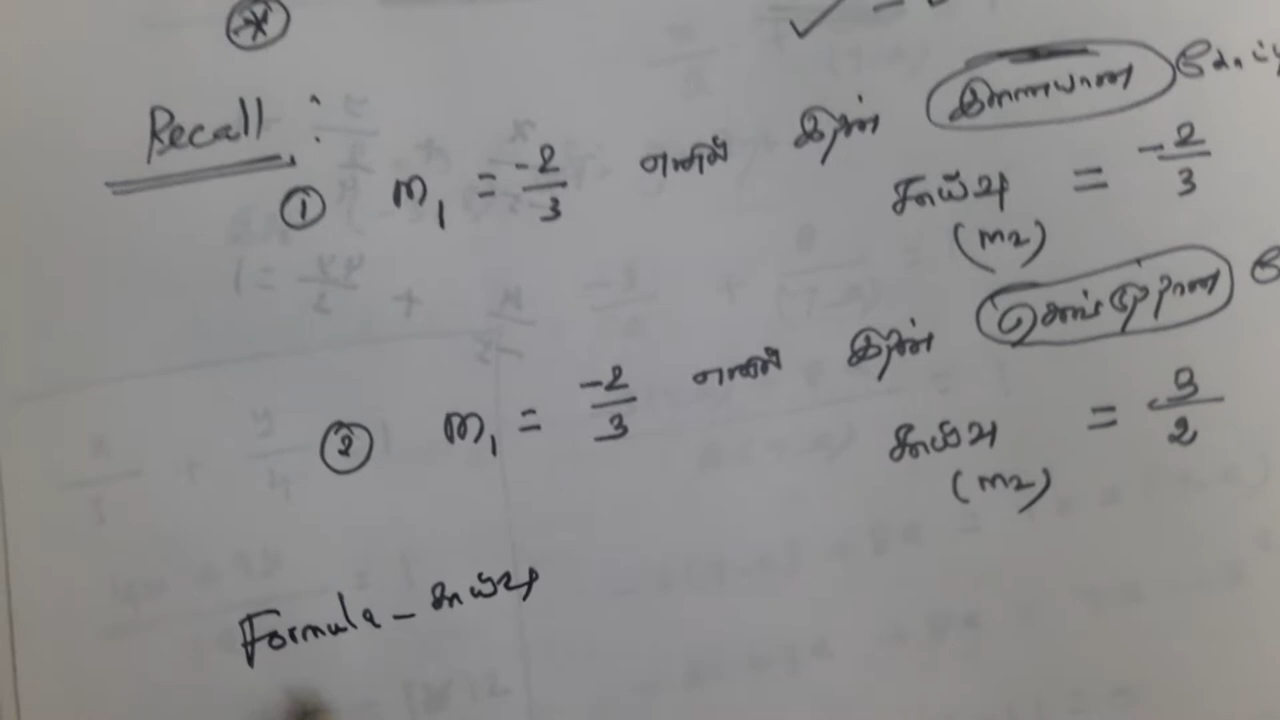 Recall :
① m₁ = -2/3 எனில் இதன் இணையான கோட்
சாய்வு (m₂) = -2/3
② m₁ = -2/3 எனில் இதன் செங்குத்தான
சாய்வு (m₂) = 3/2
Formula - சாய்வு